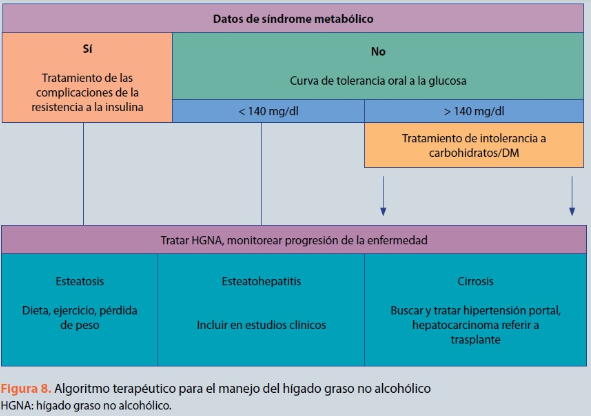 Datos de síndrome metabólico
Sí
Tratamiento de las
complicaciones de la
resistencia a la insulina
No
Curva de tolerancia oral a la glucosa
< 140 mg/dl
> 140 mg/dl
Tratamiento de intolerancia a
carbohidratos/DM
Tratar HGNA, monitorear progresión de la enfermedad
Esteatosis
Dieta, ejercicio, pérdida
de peso
Esteatohepatitis
Incluir en estudios clínicos
Cirrosis
Buscar y tratar hipertensión portal,
hepatocarcinoma referir a
trasplante
Figura 8. Algoritmo terapéutico para el manejo del hígado graso no alcohólico
HGNA: hígado graso no alcohólico.